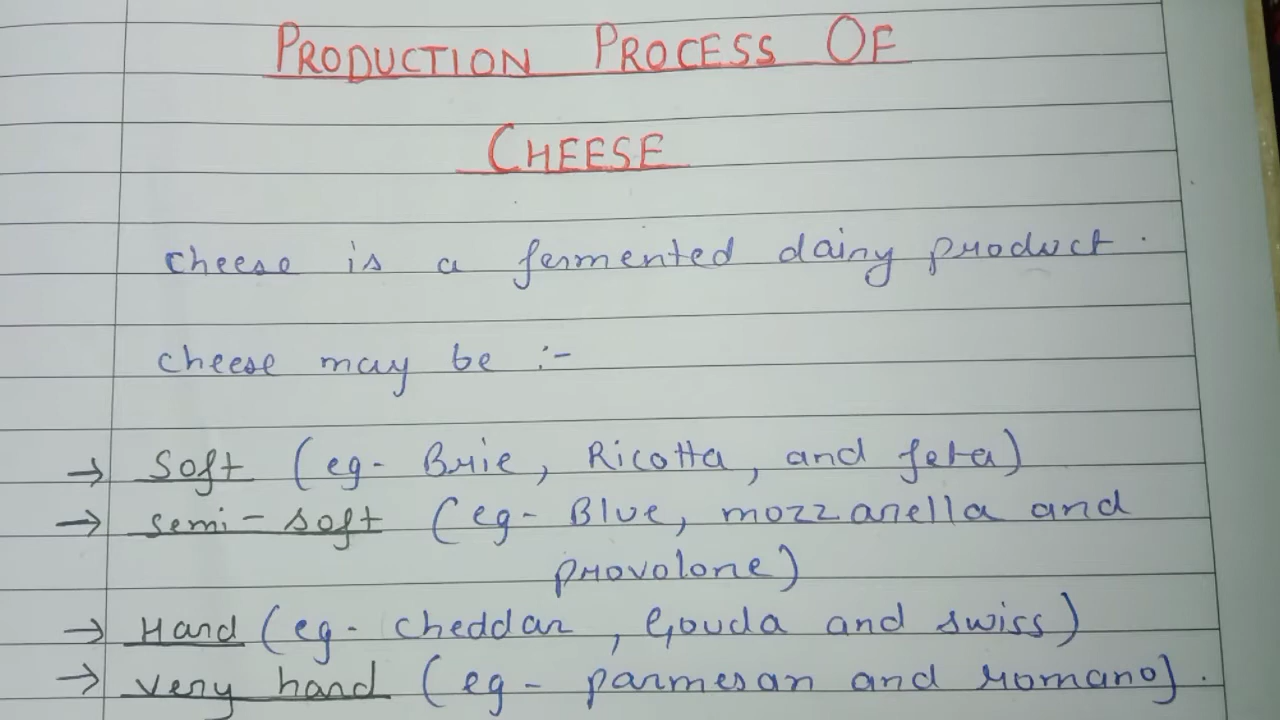 PRODUCTION PROCESS OF
CHEESE
cheese is a fermented dairy product.
cheese may be :-
→ Soft (eg- Brie, Ricotta, and feta)
→ semi-soft (eg- Blue, mozzarella and
provolone)
→ Hard (eg- cheddar, Gouda and swiss)
→ very hard (eg- parmesan and romano).